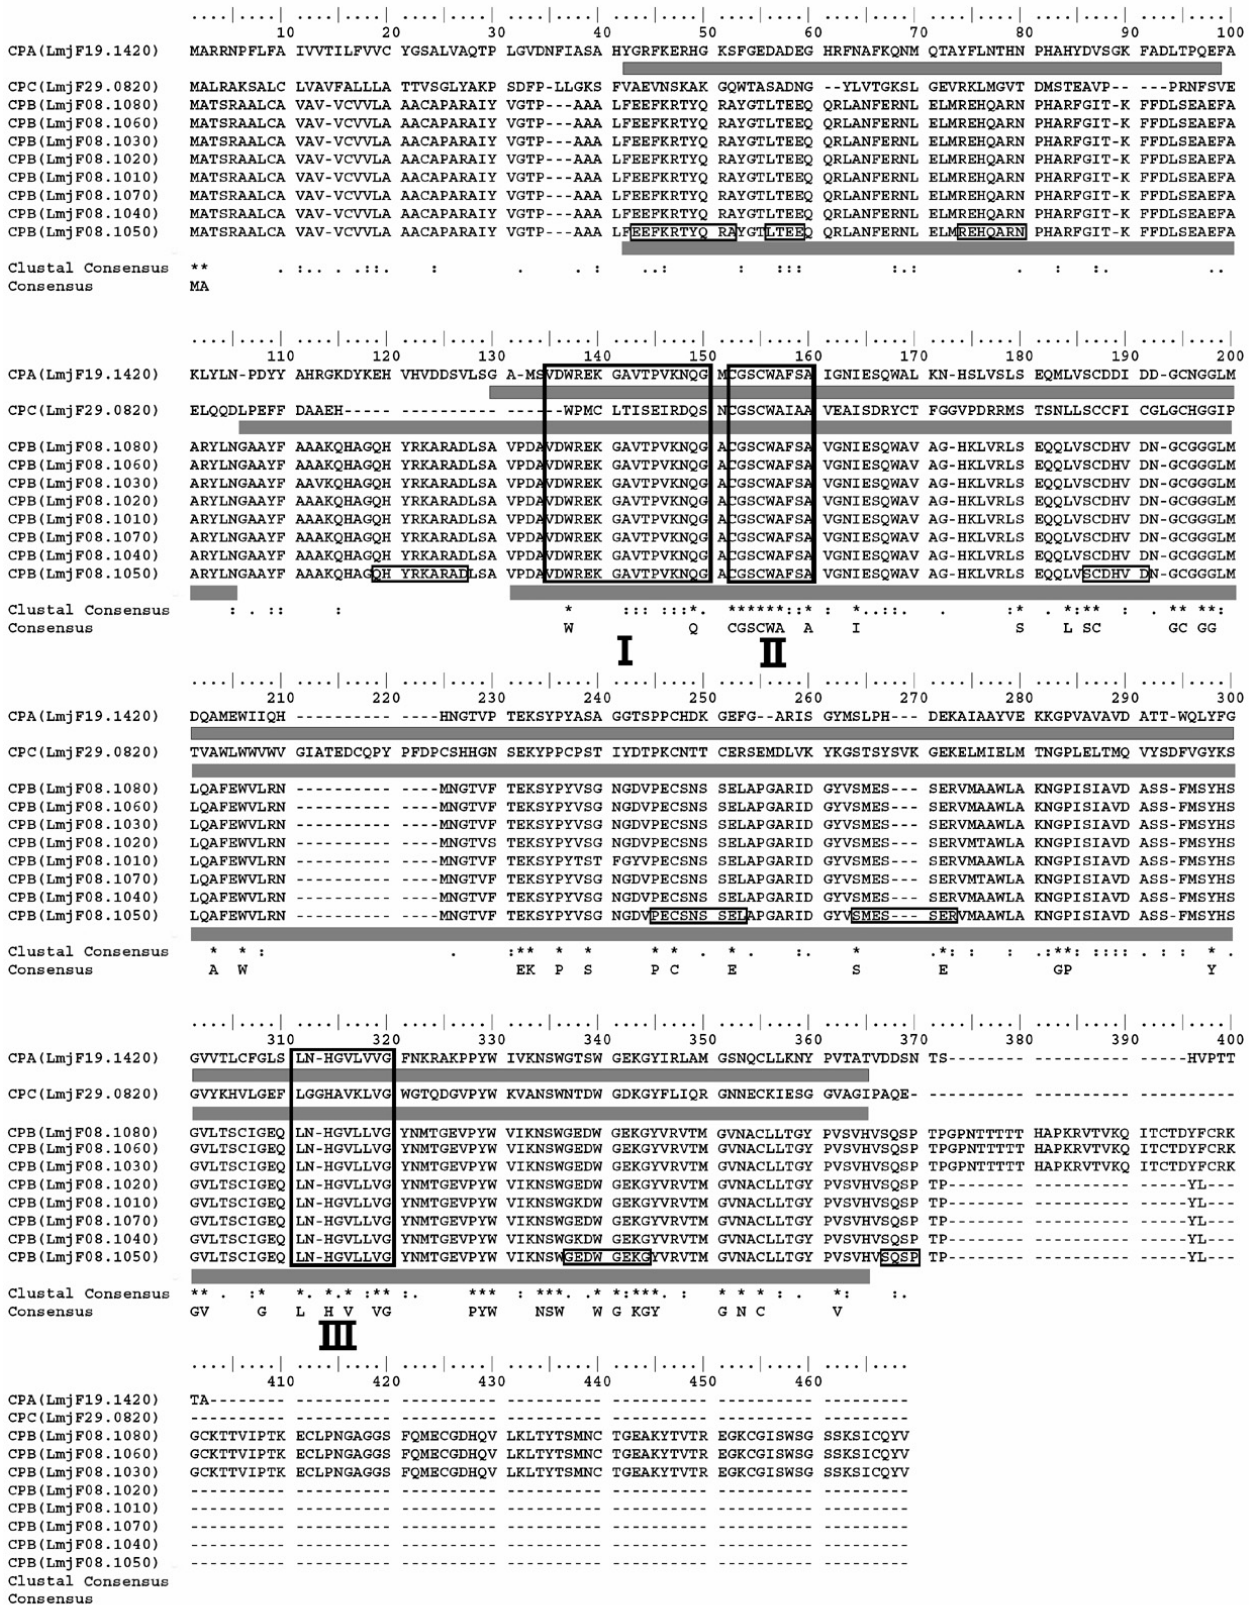 10 20 30 40 50 60 70 80 90 100
CPA(LmjF19.1420) MARRNPFLFA IVVTILFVVC YGSALVAQTP LGVDNFIASA HYGRFKERHG KSFGEDADEG HRFNAFKQNM QTAYFLNTHN PHAHYDVSGK FADLTPQEFA
CPC(LmjF29.0820) MALRAKSALC LVAVFALLLA TTVSGLYAKP SDFP-LLGKS FVAEVNSKAK GQWTASADNG --YLVTGKSL GEVRKLMGVT DMSTEAVP-- --PRNFSVE
CPB(LmjF08.1080) MATSRAALCA VAV-VCVVLA AACAPARAIY VGTP---AAA LFEEFKRTYQ RAYGTLTEEQ QRLANFERNL ELMREHQARN PHARFGIT-K FFDLSEAEFA
CPB(LmjF08.1060) MATSRAALCA VAV-VCVVLA AACAPARAIY VGTP---AAA LFEEFKRTYQ RAYGTLTEEQ QRLANFERNL ELMREHQARN PHARFGIT-K FFDLSEAEFA
CPB(LmjF08.1030) MATSRAALCA VAV-VCVVLA AACAPARAIY VGTP---AAA LFEEFKRTYQ RAYGTLTEEQ QRLANFERNL ELMREHQARN PHARFGIT-K FFDLSEAEFA
CPB(LmjF08.1020) MATSRAALCA VAV-VCVVLA AACAPARAIY VGTP---AAA LFEEFKRTYQ RAYGTLTEEQ QRLANFERNL ELMREHQARN PHARFGIT-K FFDLSEAEFA
CPB(LmjF08.1010) MATSRAALCA VAV-VCVVLA AACAPARAIY VGTP---AAA LFEEFKRTYQ RAYGTLTEEQ QRLANFERNL ELMREHQARN PHARFGIT-K FFDLSEAEFA
CPB(LmjF08.1070) MATSRAALCA VAV-VCVVLA AACAPARAIY VGTP---AAA LFEEFKRTYQ RAYGTLTEEQ QRLANFERNL ELMREHQARN PHARFGIT-K FFDLSEAEFA
CPB(LmjF08.1040) MATSRAALCA VAV-VCVVLA AACAPARAIY VGTP---AAA LFEEFKRTYQ RAYGTLTEEQ QRLANFERNL ELMREHQARN PHARFGIT-K FFDLSEAEFA
CPB(LmjF08.1050) MATSRAALCA VAV-VCVVLA AACAPARAIY VGTP---AAA LFEEFKRTYQ RAYGTLTEEQ QRLANFERNL ELMREHQARN PHARFGIT-K FFDLSEAEFA
Clustal Consensus ** . : : . : : : . . . : . . : . : : : : . . . : : . . .
Consensus MA
110 120 130 140 150 160 170 180 190 200
CPA(LmjF19.1420) KLYLN-PDYY AHRGKDYKEH VHVDDSVLSG A-MSVDWREK GAVTPVKNQG MCGSCWAFSA IGNIESQWAL KN-HSLVSLS EQMLVSCDDI DD-GCNGGLM
CPC(LmjF29.0820) ELQQDLPEFF DAAEH----- ---------- -----WPMCL LTISEIRDQS NCGSCWAIAA VEAISDRYCT FGGVPDRRMS TSNLLSCCFI CGLGCHGGIP
CPB(LmjF08.1080) ARYLNGAAYF AAAKQHAGQH YRKARADLSA VPDAVDWREK GAVTPVKNQG ACGSCWAFSA VGNIESQWAV AG-HKLVRLS EQQLVSCDHV DN-GCGGGLM
CPB(LmjF08.1060) ARYLNGAAYF AAAKQHAGQH YRKARADLSA VPDAVDWREK GAVTPVKNQG ACGSCWAFSA VGNIESQWAV AG-HKLVRLS EQQLVSCDHV DN-GCGGGLM
CPB(LmjF08.1030) ARYLNGAAYF AAVKQHAGQH YRKARADLSA VPDAVDWREK GAVTPVKNQG ACGSCWAFSA VGNIESQWAV AG-HKLVRLS EQQLVSCDHV DN-GCGGGLM
CPB(LmjF08.1020) ARYLNGAAYF AAAKQHAGQH YRKARADLSA VPDAVDWREK GAVTPVKNQG ACGSCWAFSA VGNIESQWAV AG-HKLVRLS EQQLVSCDHV DN-GCGGGLM
CPB(LmjF08.1010) ARYLNGAAYF AAAKQHAGQH YRKARADLSA VPDAVDWREK GAVTPVKNQG ACGSCWAFSA VGNIESQWAV AG-HKLVRLS EQQLVSCDHV DN-GCGGGLM
CPB(LmjF08.1070) ARYLNGAAYF AAAKQHAGQH YRKARADLSA VPDAVDWREK GAVTPVKNQG ACGSCWAFSA VGNIESQWAV AG-HKLVRLS EQQLVSCDHV DN-GCGGGLM
CPB(LmjF08.1040) ARYLNGAAYF AAAKQHAGQH YRKARADLSA VPDAVDWREK GAVTPVKNQG ACGSCWAFSA VGNIESQWAV AG-HKLVRLS EQQLVSCDHV DN-GCGGGLM
CPB(LmjF08.1050) ARYLNGAAYF AAAKQHAGQH YRKARADLSA VPDAVDWREK GAVTPVKNQG ACGSCWAFSA VGNIESQWAV AG-HKLVRLS EQQLVSCDHV DN-GCGGGLM
Clustal Consensus : . : : : * : : : . : : * . * * * * * * : : * * : : : . : * . * : * * . * * * * :
Consensus W Q CGSCWA A I S L SC GC GG
I II
210 220 230 240 250 260 270 280 290 300
CPA(LmjF19.1420) DQAMEWIIQH ---------- -----HNGTVP TEKSYPYASA GGTSPPCHDK GEFG--ARIS GYMSLPH--- DEKAIAAYVE KKGPVAVAVD ATT-WQLYFG
CPC(LmjF29.0820) TVAWLWWVWV GIATEDCQPY PFDPCSHHGN SEKYPPCPST IYDTPKCNTT CERSEMDLVK YKGSTSYSVK GEKELMIELM TNGPLELTMQ VYSDFVGYKS
CPB(LmjF08.1080) LQAFEWVLRN ---------- ----MNGTVF TEKSYPYVSG NGDVPECSNS SELAPGARID GYVSMES--- SERVMAAWLA KNGPISIAVD ASS-FMSYHS
CPB(LmjF08.1060) LQAFEWVLRN ---------- ----MNGTVF TEKSYPYVSG NGDVPECSNS SELAPGARID GYVSMES--- SERVMAAWLA KNGPISIAVD ASS-FMSYHS
CPB(LmjF08.1030) LQAFEWVLRN ---------- ----MNGTVF TEKSYPYVSG NGDVPECSNS SELAPGARID GYVSMES--- SERVMAAWLA KNGPISIAVD ASS-FMSYHS
CPB(LmjF08.1020) LQAFEWVLRN ---------- ----MNGTVS TEKSYPYVSG NGDVPECSNS SELAPGARID GYVSMES--- SERVMTAWLA KNGPISIAVD ASS-FMSYHS
CPB(LmjF08.1010) LQAFEWVLRN ---------- ----MNGTVF TEKSYPYTST FGYVPECSNS SELAPGARID GYVSMES--- SERVMAAWLA KNGPISIAVD ASS-FMSYHS
CPB(LmjF08.1070) LQAFEWVLRN ---------- ----MNGTVF TEKSYPYVSG NGDVPECSNS SELAPGARID GYVSMES--- SERVMTAWLA KNGPISIAVD ASS-FMSYHS
CPB(LmjF08.1040) LQAFEWVLRN ---------- ----MNGTVF TEKSYPYVSG NGDVPECSNS SELAPGARID GYVSMES--- SERVMAAWLA KNGPISIAVD ASS-FMSYHS
CPB(LmjF08.1050) LQAFEWVLRN ---------- ----MNGTVF TEKSYPYVSG NGDVPECSNS SELAPGARID GYVSMES--- SERVMAAWLA KNGPISIAVD ASS-FMSYHS
Clustal Consensus * * : . : * * * * * * . * : . * . * : : : . * * : : : : . . : * .
Consensus A W EK P S P C E S E GP Y
310 320 330 340 350 360 370 380 390 400
CPA(LmjF19.1420) GVVTLCFGLS LN-HGVLVVG FNKRAKPPYW IVKNSWGTSW GEKGYIRLAM GSNQCLLKNY PVTATVDDSN TS-------- ---------- ------HVPTT
CPC(LmjF29.0820) GVYKHVLGEF LGGHAVKLVG WGTQDGVPYW KVANSWNTDW GDKGYFLIQR GNNECKIESG GVAGIPAQE- ---------- ---------- ----------
CPB(LmjF08.1080) GVLTSCIGEQ LN-HGVLLVG YNMTGEVPYW VIKNSWGEDW GEKGYVRVTM GVNACLLTGY PVSVHVSQSP TPGPNTTTTT HAPKRVTVKQ ITCTDYFCRK
CPB(LmjF08.1060) GVLTSCIGEQ LN-HGVLLVG YNMTGEVPYW VIKNSWGEDW GEKGYVRVTM GVNACLLTGY PVSVHVSQSP TPGPNTTTTT HAPKRVTVKQ ITCTDYFCRK
CPB(LmjF08.1030) GVLTSCIGEQ LN-HGVLLVG YNMTGEVPYW VIKNSWGEDW GEKGYVRVTM GVNACLLTGY PVSVHVSQSP TPGPNTTTTT HAPKRVTVKQ ITCTDYFCRK
CPB(LmjF08.1020) GVLTSCIGEQ LN-HGVLLVG YNMTGEVPYW VIKNSWGEDW GEKGYVRVTM GVNACLLTGY PVSVHVSQSP TP-------- ---------- ------YL---
CPB(LmjF08.1010) GVLTSCIGEQ LN-HGVLLVG YNMTGEVPYW VIKNSWGKDW GEKGYVRVTM GVNACLLTGY PVSVHVSQSP TP-------- ---------- ------YL---
CPB(LmjF08.1070) GVLTSCIGEQ LN-HGVLLVG YNMTGEVPYW VIKNSWGEDW GEKGYVRVTM GVNACLLTGY PVSVHVSQSP TP-------- ---------- ------YL---
CPB(LmjF08.1040) GVLTSCIGEQ LN-HGVLLVG YNMTGEVPYW VIKNSWGKDW GEKGYVRVTM GVNACLLTGY PVSVHVSQSP TP-------- ---------- ------YL---
CPB(LmjF08.1050) GVLTSCIGEQ LN-HGVLLVG YNMTGEVPYW VIKNSWGEDW GEKGYVRVTM GVNACLLTGY PVSVHVSQSP TP-------- ---------- ------YL---
Clustal Consensus ** . : * * . * . * . : ** : . *** : *** . * . * : *** . . : * . * . * : . . * : : .
Consensus GV G L H V VG PYW NSW W G KGY G N C V
III
410 420 430 440 450 460
CPA(LmjF19.1420) TA-------- ---------- ---------- ---------- ---------- ---------- ---------
CPC(LmjF29.0820) ---------- ---------- ---------- ---------- ---------- ---------- ---------
CPB(LmjF08.1080) GCKTTVIPTK ECLPNGAGGS FQMECGDHQV LKLTYTSMNC TGEAKYTVTR EGKCGISWSG SSKSICQYV
CPB(LmjF08.1060) GCKTTVIPTK ECLPNGAGGS FQMECGDHQV LKLTYTSMNC TGEAKYTVTR EGKCGISWSG SSKSICQYV
CPB(LmjF08.1030) GCKTTVIPTK ECLPNGAGGS FQMECGDHQV LKLTYTSMNC TGEAKYTVTR EGKCGISWSG SSKSICQYV
CPB(LmjF08.1020) ---------- ---------- ---------- ---------- ---------- ---------- ---------
CPB(LmjF08.1010) ---------- ---------- ---------- ---------- ---------- ---------- ---------
CPB(LmjF08.1070) ---------- ---------- ---------- ---------- ---------- ---------- ---------
CPB(LmjF08.1040) ---------- ---------- ---------- ---------- ---------- ---------- ---------
CPB(LmjF08.1050) ---------- ---------- ---------- ---------- ---------- ---------- ---------
Clustal Consensus
Consensus